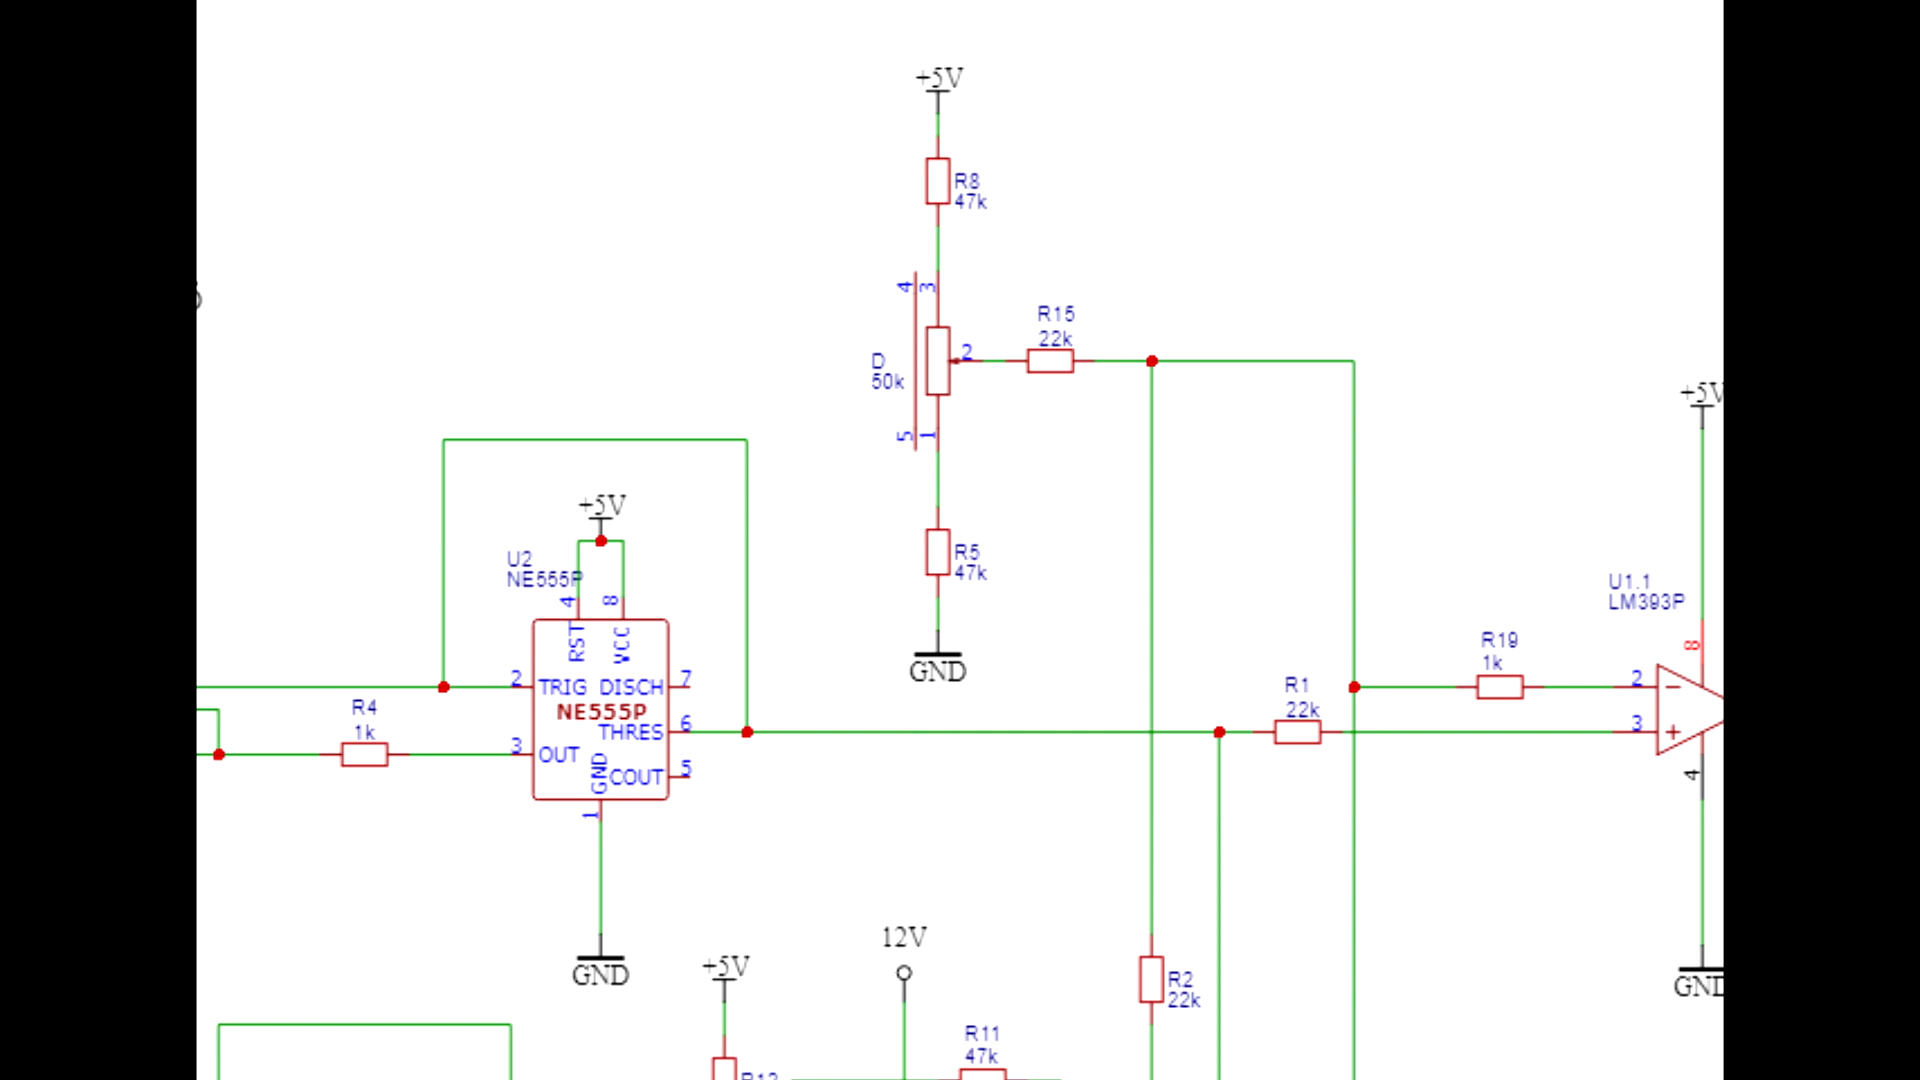 +5V
R8
47k
4
3
R15
22k
2
D
50k
+5V
5
1
+5V
U2
NE555P
R5
47k
U1.1
LM393P
4
8
RST
VCC
GND
R19
1k
8
2
TRIG
DISCH
7
R1
22k
2
R4
1k
NE555P
THRES
6
3
3
OUT
GND
COUT
5
4
1
12V
+5V
GND
R2
22k
GND
R11
47k